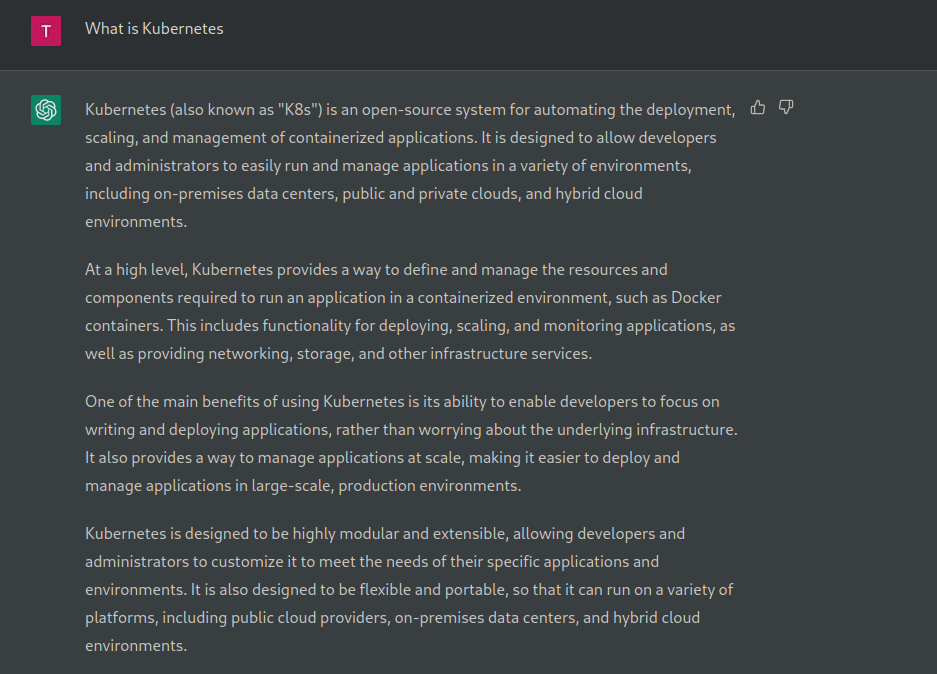 T
What is Kubernetes
Kubernetes (also known as "K8s") is an open-source system for automating the deployment,
scaling, and management of containerized applications. It is designed to allow developers
and administrators to easily run and manage applications in a variety of environments,
including on-premises data centers, public and private clouds, and hybrid cloud
environments.
At a high level, Kubernetes provides a way to define and manage the resources and
components required to run an application in a containerized environment, such as Docker
containers. This includes functionality for deploying, scaling, and monitoring applications, as
well as providing networking, storage, and other infrastructure services.
One of the main benefits of using Kubernetes is its ability to enable developers to focus on
writing and deploying applications, rather than worrying about the underlying infrastructure.
It also provides a way to manage applications at scale, making it easier to deploy and
manage applications in large-scale, production environments.
Kubernetes is designed to be highly modular and extensible, allowing developers and
administrators to customize it to meet the needs of their specific applications and
environments. It is also designed to be flexible and portable, so that it can run on a variety of
platforms, including public cloud providers, on-premises data centers, and hybrid cloud
environments.